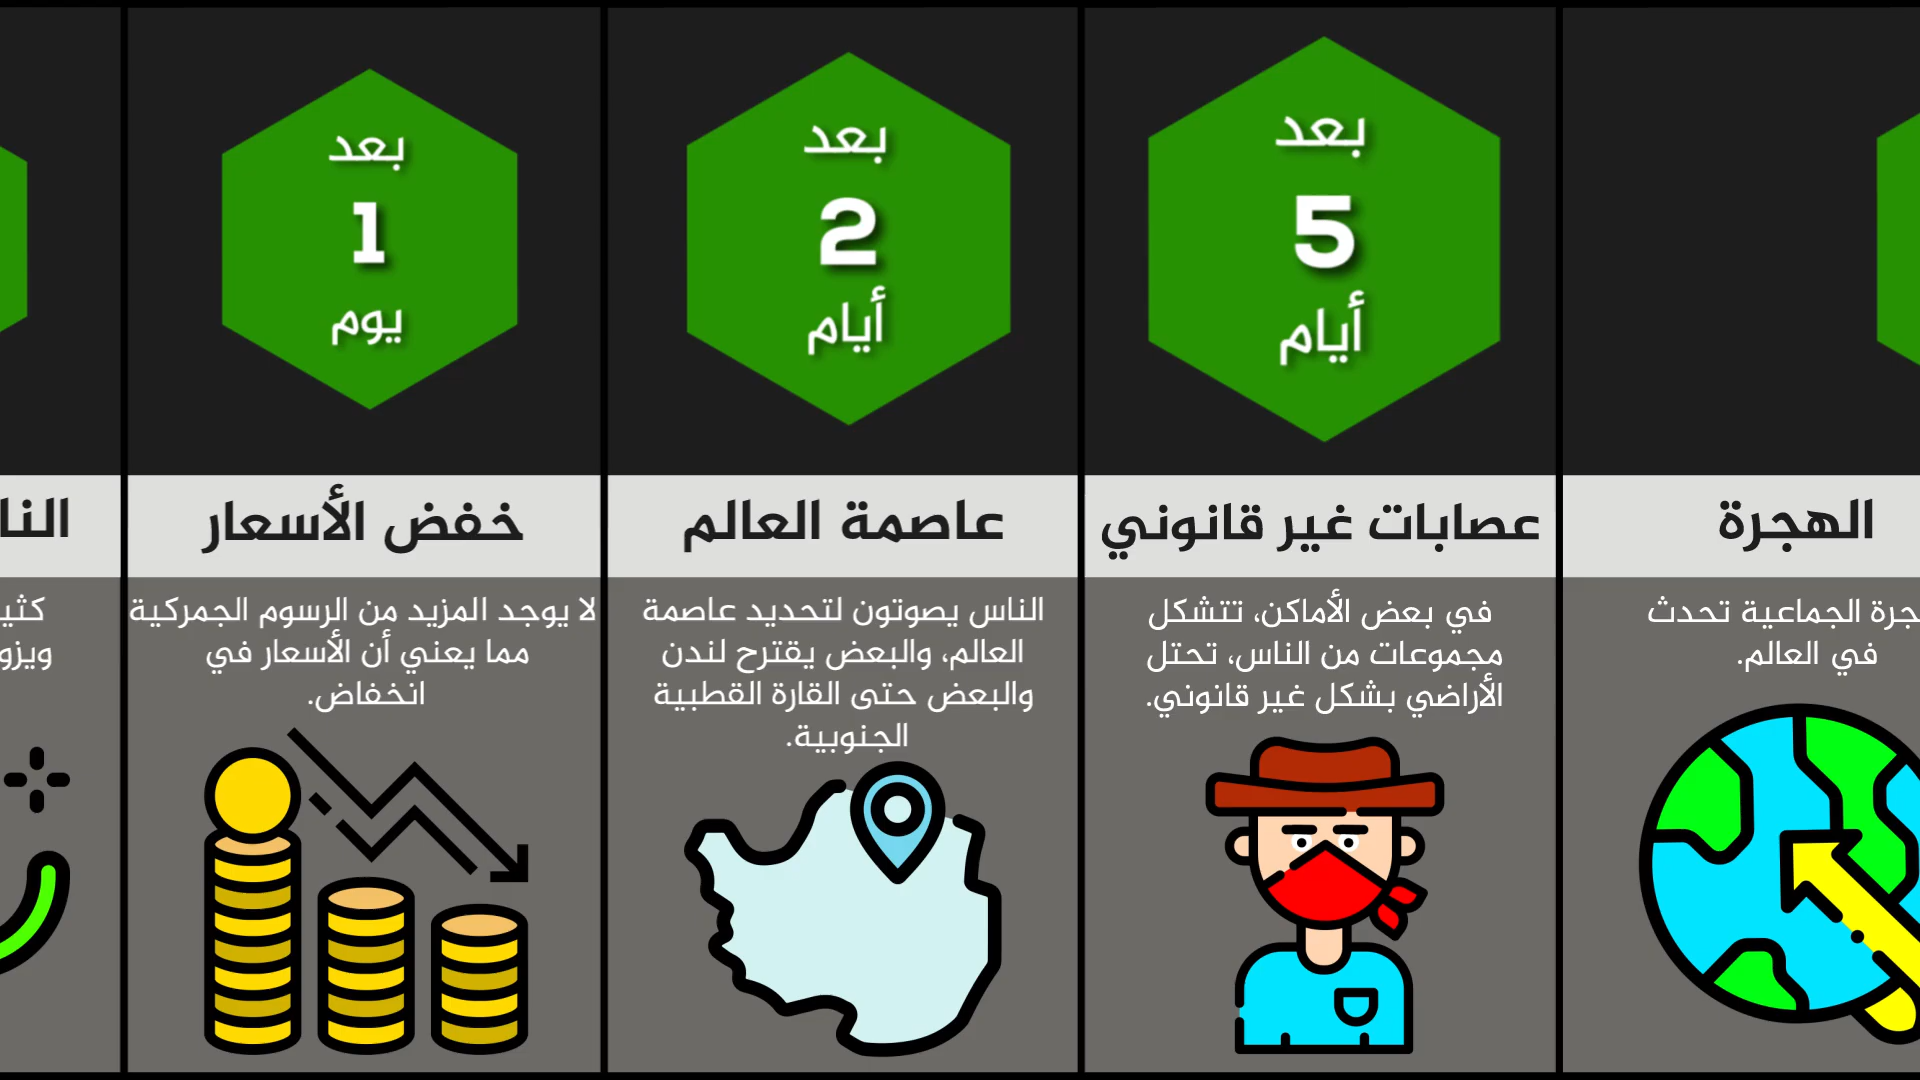 بعد
1
يوم
خفض الأسعار
لا يوجد المزيد من الرسوم الجمركية
مما يعني أن الأسعار في
انخفاض.
بعد
2
أيام
عاصمة العالم
الناس يصوتون لتحديد عاصمة
العالم، والبعض يقترح لندن
والبعض حتى القارة القطبية
الجنوبية.
بعد
5
أيام
عصابات غير قانوني
في بعض الأماكن، تتشكل
مجموعات من الناس، تحتل
الأراضي بشكل غير قانوني.
الهجرة
الجماعية تحدث
في العالم.